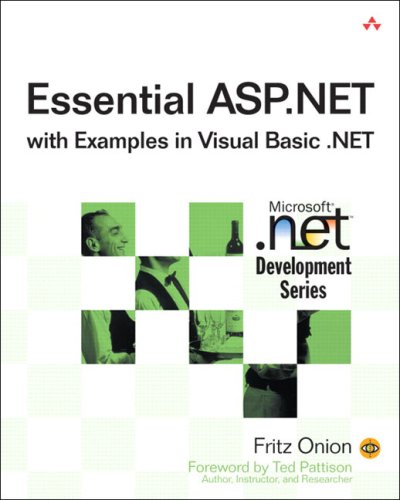 Essential ASP.NET
with Examples in Visual Basic .NET
Microsoft®
.net™
Development
Series
Fritz Onion
Foreword by Ted Pattison
Author, Instructor, and Researcher